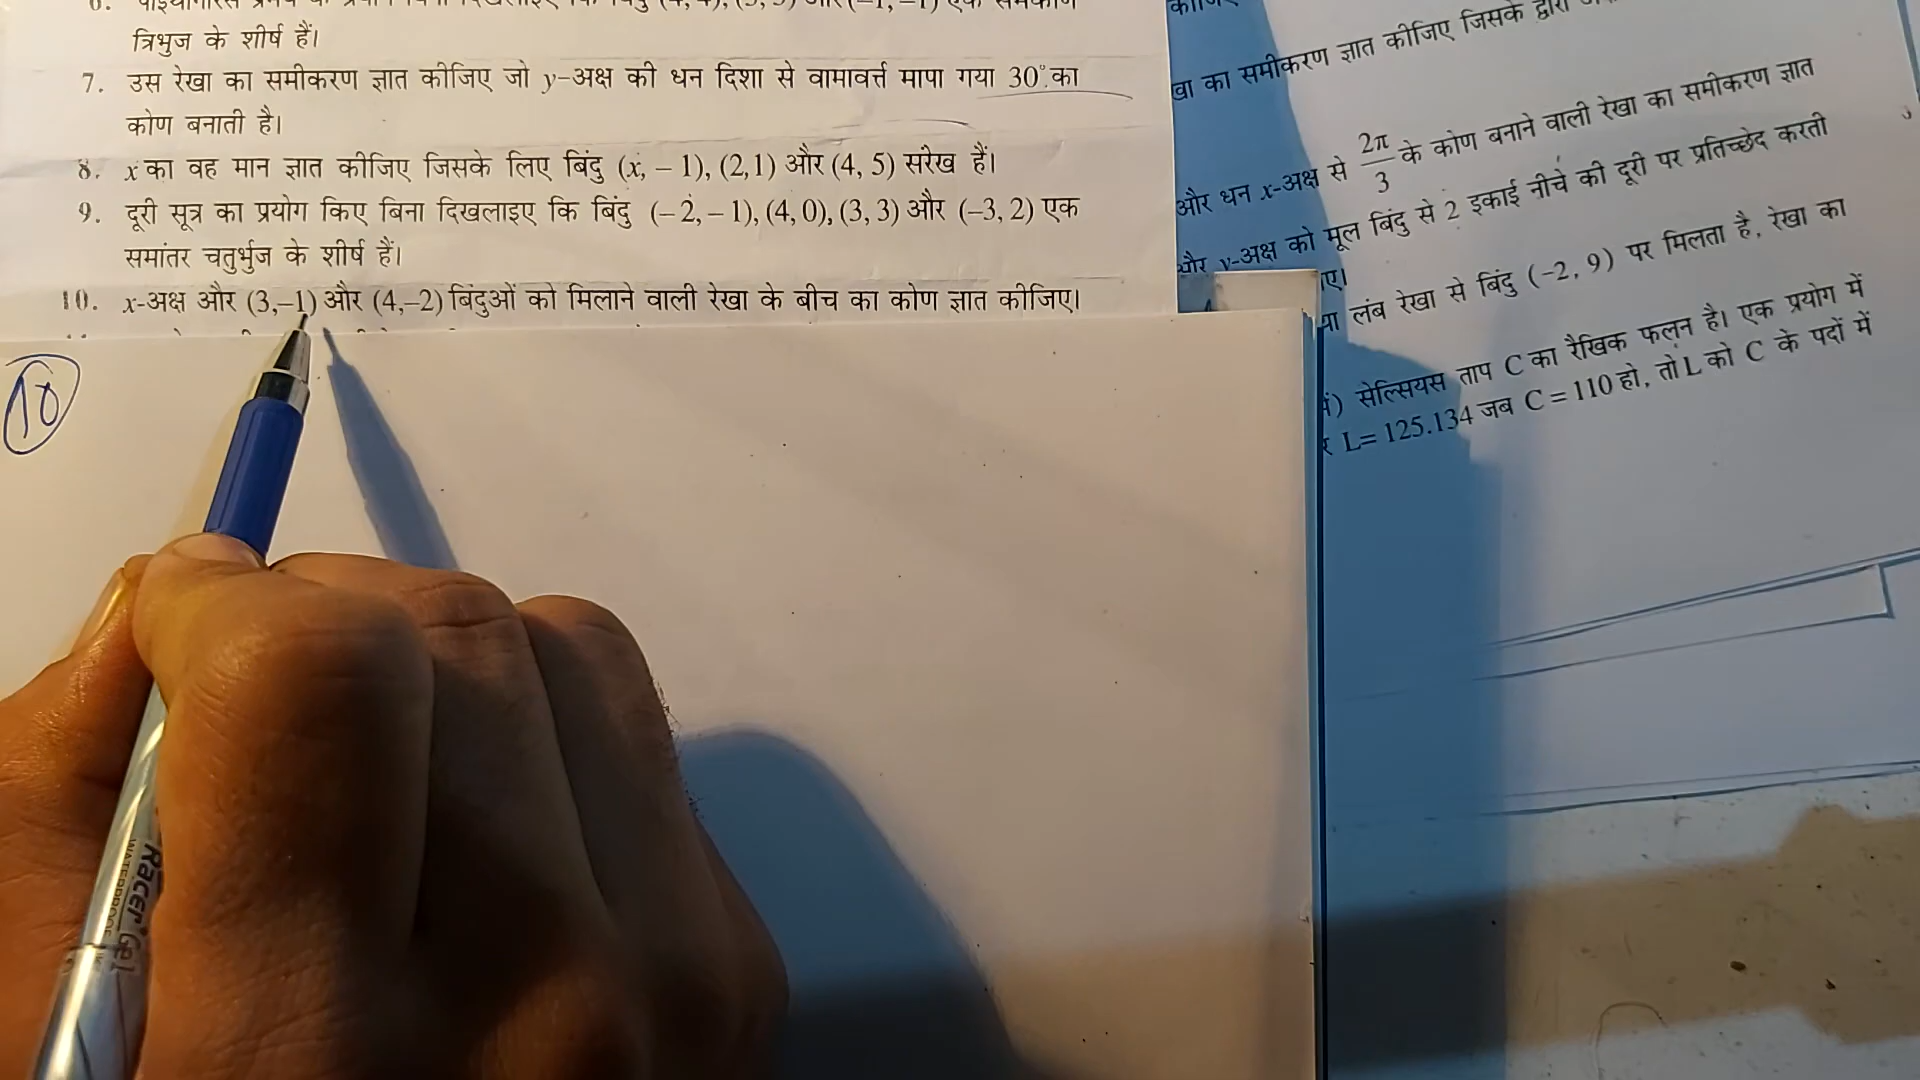 त्रिभुज के शीर्ष हैं।
7. उस रेखा का समीकरण ज्ञात कीजिए जो y-अक्ष की धन दिशा से वामावर्त्त मापा गया 30° का
कोण बनाती है।
8. x का वह मान ज्ञात कीजिए जिसके लिए बिंदु (x, – 1), (2,1) और (4, 5) सरेख हैं।
9. दूरी सूत्र का प्रयोग किए बिना दिखलाइए कि बिंदु (– 2, – 1), (4, 0), (3, 3) और (–3, 2) एक
समांतर चतुर्भुज के शीर्ष हैं।
10. x-अक्ष और (3,–1) और (4,–2) बिंदुओं को मिलाने वाली रेखा के बीच का कोण ज्ञात कीजिए।
10
का समीकरण ज्ञात कीजिए जिसके द्वारा
और धन x-अक्ष से 2π/3 के कोण बनाने वाली रेखा का समीकरण ज्ञात
और y-अक्ष को मूल बिंदु से 2 इकाई नीचे की दूरी पर प्रतिच्छेद करती
लंब रेखा से बिंदु (–2, 9) पर मिलता है, रेखा का
सेल्सियस ताप C का रैखिक फलन है। एक प्रयोग में
L= 125.134 जब C = 110 हो, तो L को C के पदों में
Racer Gel
WATERPROOF